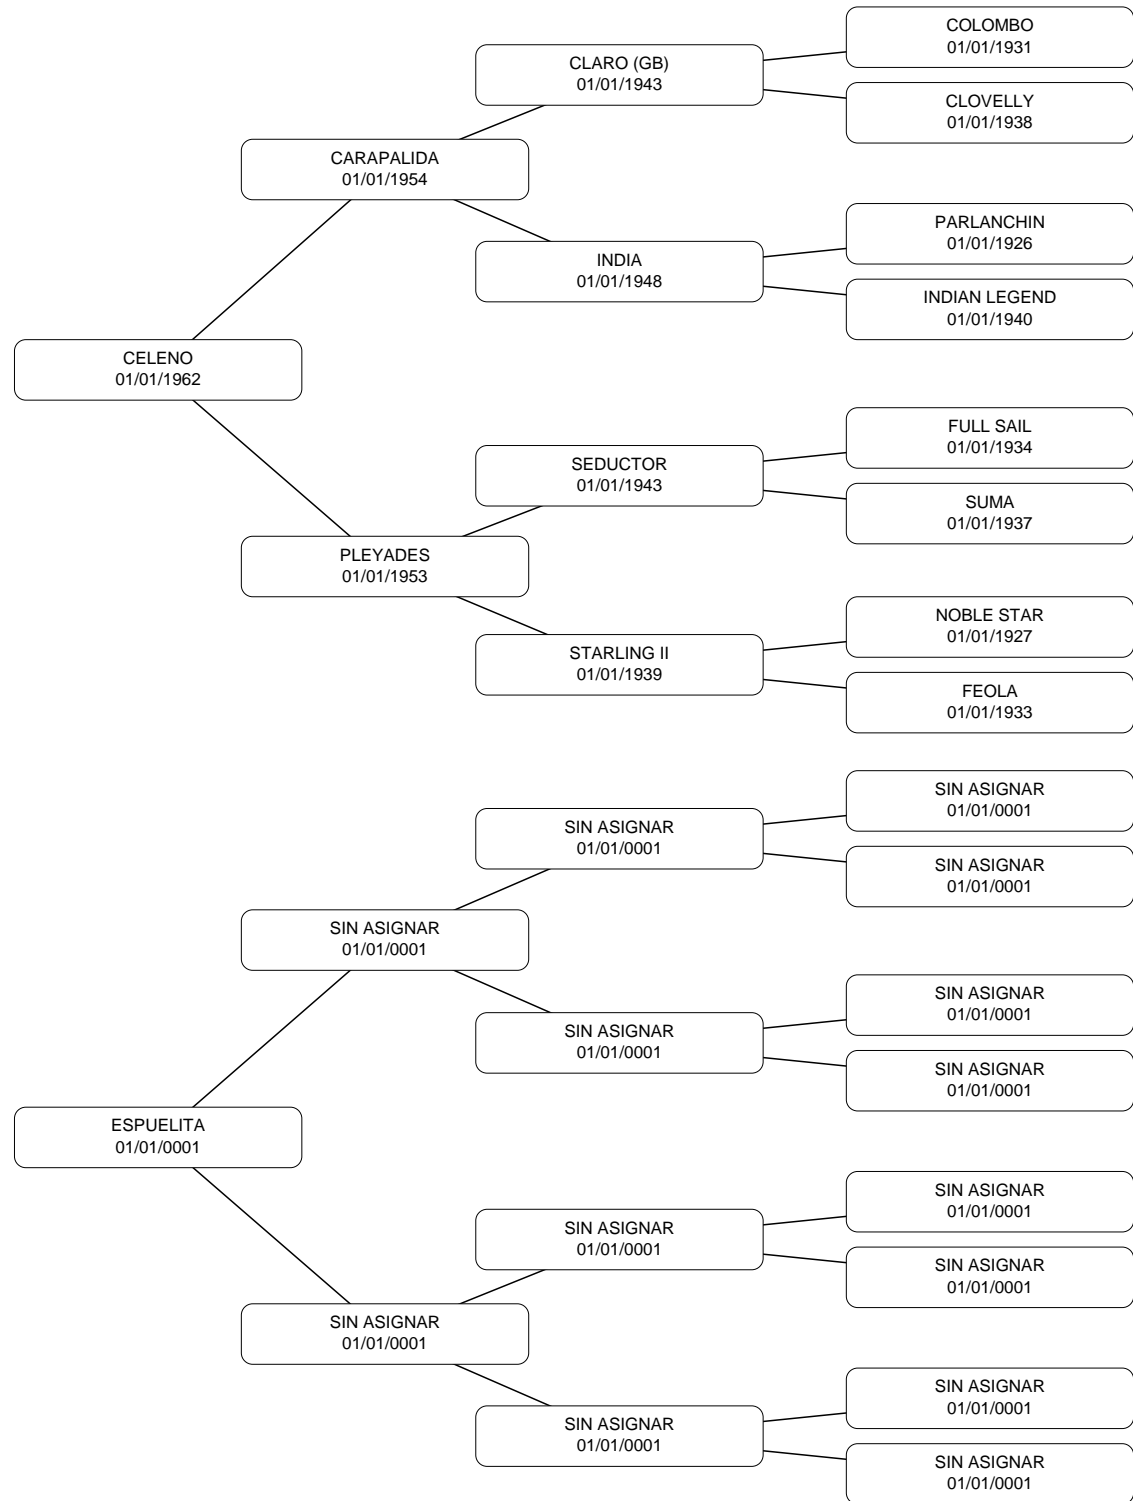 COLOMBO
01/01/1931
CLARO (GB)
01/01/1943
CLOVELLY
01/01/1938
CARAPALIDA
01/01/1954
PARLANCHIN
01/01/1926
INDIA
01/01/1948
INDIAN LEGEND
01/01/1940
CELENO
01/01/1962
FULL SAIL
01/01/1934
SEDUCTOR
01/01/1943
SUMA
01/01/1937
PLEYADES
01/01/1953
NOBLE STAR
01/01/1927
STARLING II
01/01/1939
FEOLA
01/01/1933
SIN ASIGNAR
01/01/0001
SIN ASIGNAR
01/01/0001
SIN ASIGNAR
01/01/0001
SIN ASIGNAR
01/01/0001
SIN ASIGNAR
01/01/0001
SIN ASIGNAR
01/01/0001
SIN ASIGNAR
01/01/0001
ESPUELITA
01/01/0001
SIN ASIGNAR
01/01/0001
SIN ASIGNAR
01/01/0001
SIN ASIGNAR
01/01/0001
SIN ASIGNAR
01/01/0001
SIN ASIGNAR
01/01/0001
SIN ASIGNAR
01/01/0001
SIN ASIGNAR
01/01/0001